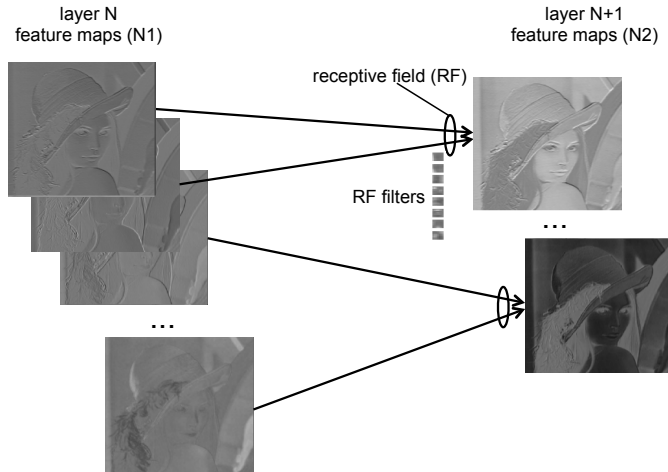 layer N
feature maps (N1)
layer N+1
feature maps (N2)
receptive field (RF)
RF filters
...
...